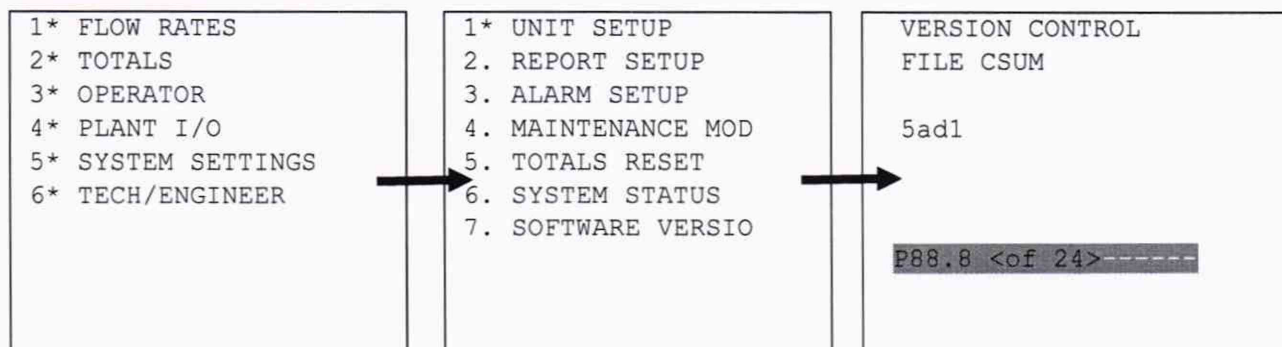 1* FLOW RATES
2* TOTALS
3* OPERATOR
4* PLANT I/O
5* SYSTEM SETTINGS
6* TECH/ENGINEER
1* UNIT SETUP
2. REPORT SETUP
3. ALARM SETUP
4. MAINTENANCE MOD
5. TOTALS RESET
6. SYSTEM STATUS
7. SOFTWARE VERSIO
VERSION CONTROL
FILE CSUM
5ad1
P88.8 <of 24>------